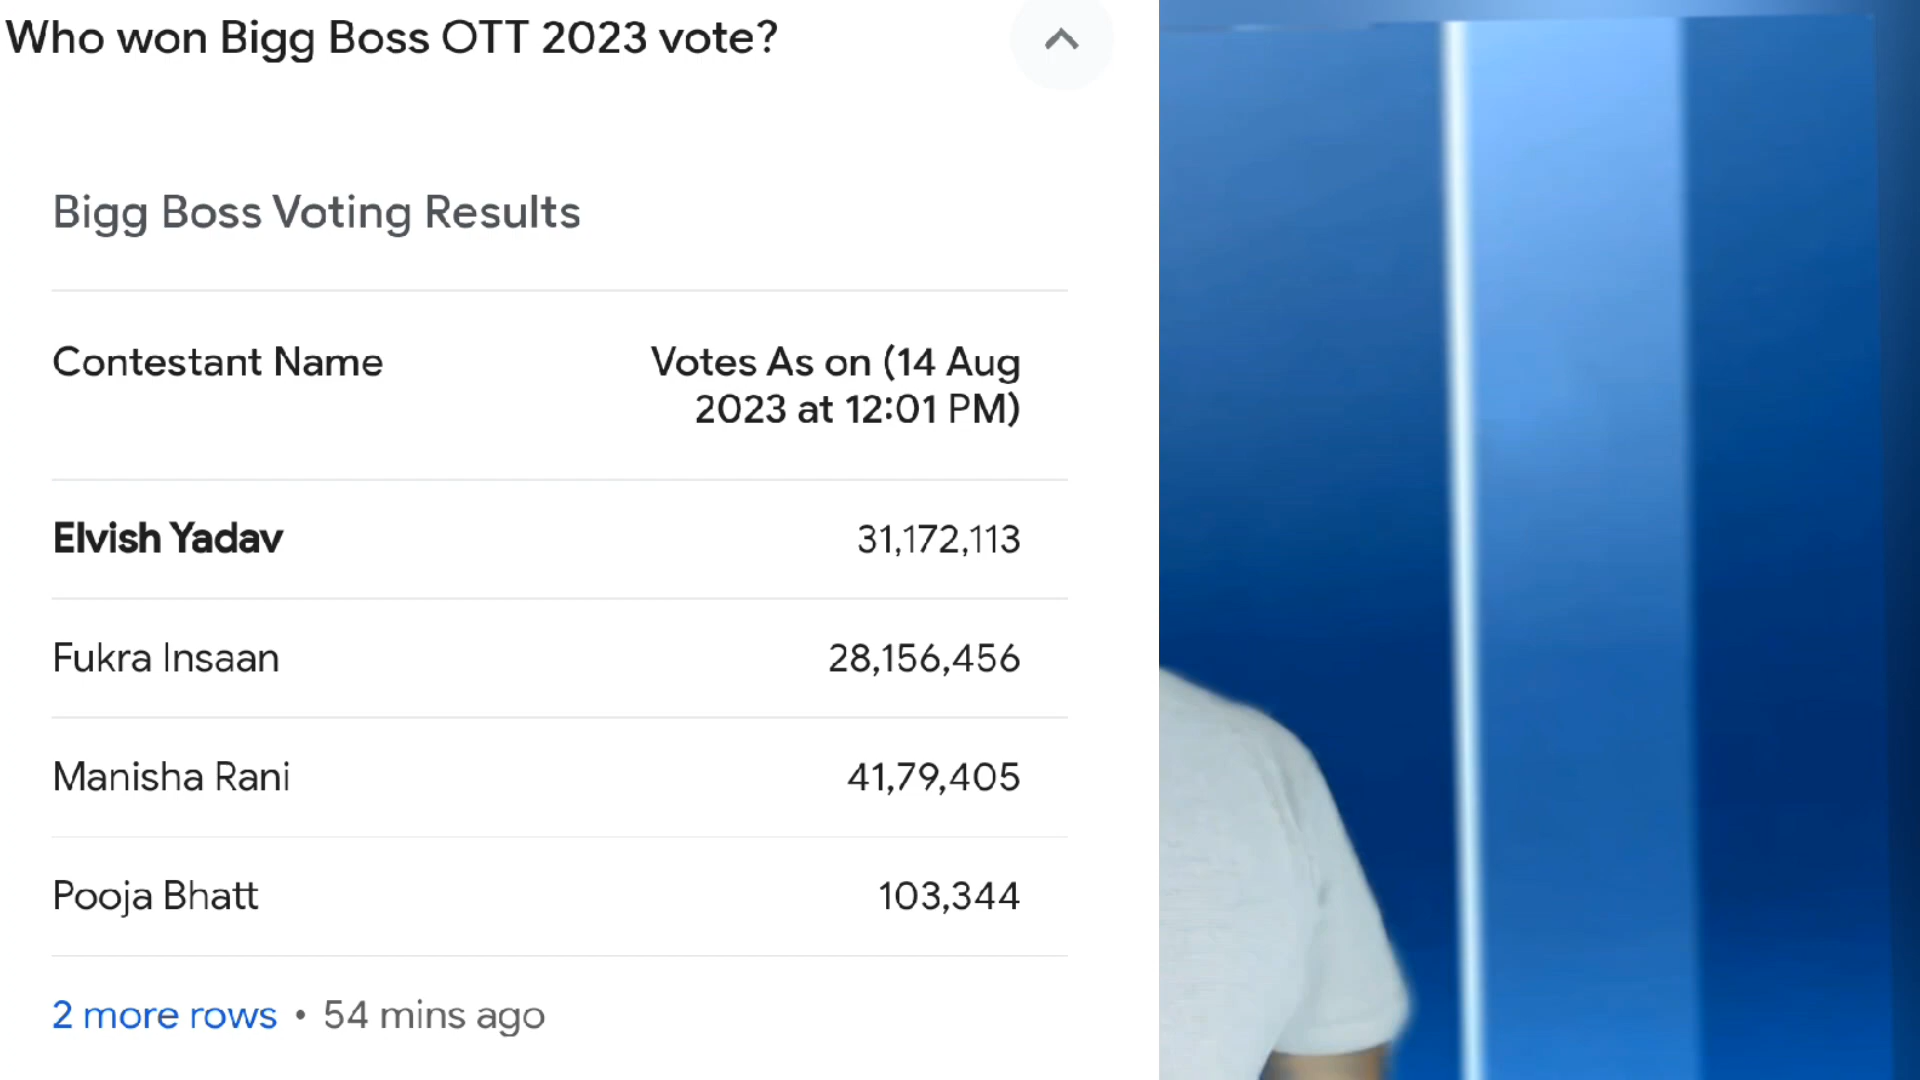 Who won Bigg Boss OTT 2023 vote?
Bigg Boss Voting Results
Contestant Name
Votes As on (14 Aug
2023 at 12:01 PM)
Elvish Yadav 31,172,113
Fukra Insaan 28,156,456
Manisha Rani 41,79,405
Pooja Bhatt 103,344
2 more rows • 54 mins ago